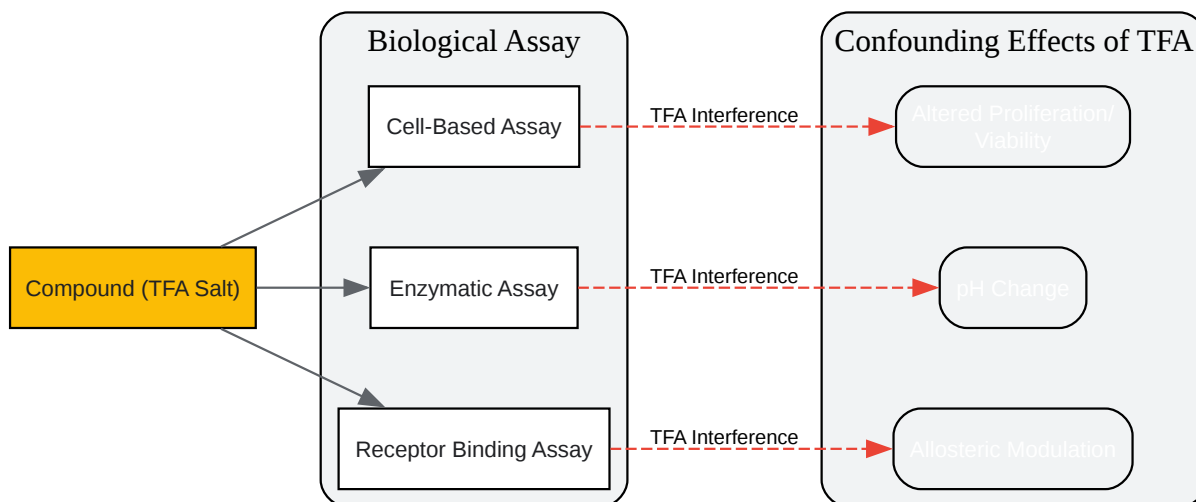 Biological Assay
Confounding Effects of TFA
Cell-Based Assay
TFA Interference
Altered Proliferation/
Viability
Compound (TFA Salt)
Enzymatic Assay
TFA Interference
pH Change
Receptor Binding Assay
TFA Interference
Allosteric Modulation